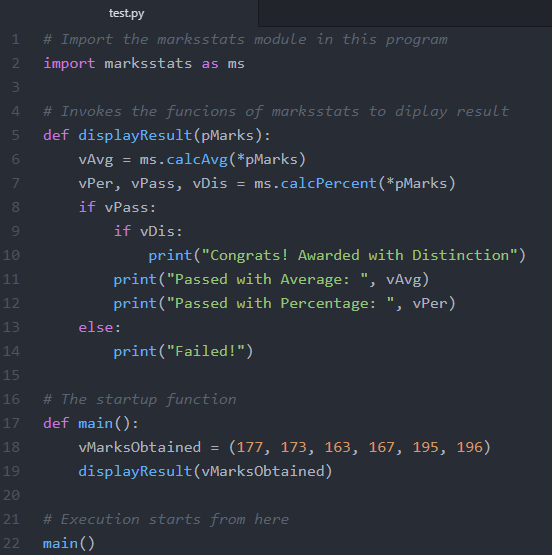 test.py
1 # Import the marksstats module in this program
2 import marksstats as ms
3
4 # Invokes the funcions of marksstats to diplay result
5 def displayResult(pMarks):
6     vAvg = ms.calcAvg(*pMarks)
7     vPer, vPass, vDis = ms.calcPercent(*pMarks)
8     if vPass:
9         if vDis:
10             print("Congrats! Awarded with Distinction")
11         print("Passed with Average: ", vAvg)
12         print("Passed with Percentage: ", vPer)
13     else:
14         print("Failed!")
15
16 # The startup function
17 def main():
18     vMarksObtained = (177, 173, 163, 167, 195, 196)
19     displayResult(vMarksObtained)
20
21 # Execution starts from here
22 main()